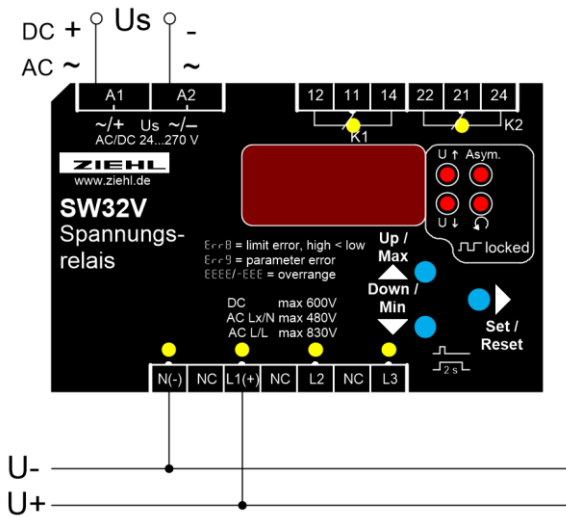 DC + Us -
AC ~ ~
A1 A2
12 11 14 22 21 24
~/+ Us ~/–
AC/DC 24...270 V
K1
K2
ZIEHL
www.ziehl.de
U ↑ Asym.
U ↓
SW32V
Spannungs-
relais
locked
Up /
Max
Err8 = limit error, high < low
Err9 = parameter error
EEEE/-EEE = overrange
Down /
Min
DC max 600V
AC Lx/N max 480V
AC L/L max 830V
Set /
Reset
2 s
N(-) NC L1(+) NC L2 NC L3
U-
U+